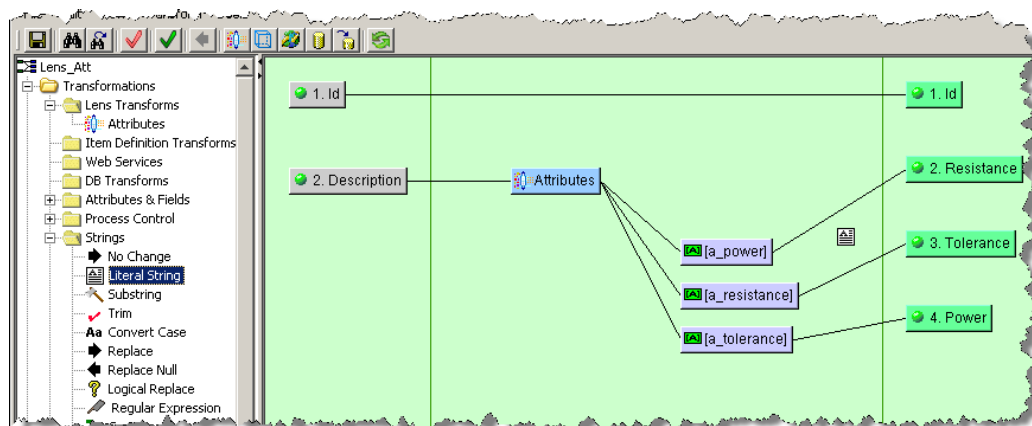 Lens_Att
Transformations
Lens Transforms
Attributes
Item Definition Transforms
Web Services
DB Transforms
Attributes & Fields
Process Control
Strings
No Change
Literal String
Substring
Trim
Aa Convert Case
Replace
Replace Null
Logical Replace
Regular Expression
1. Id
1. Id
2. Description
Attributes
2. Resistance
[A] [a_power]
3. Tolerance
[A] [a_resistance]
4. Power
[A] [a_tolerance]